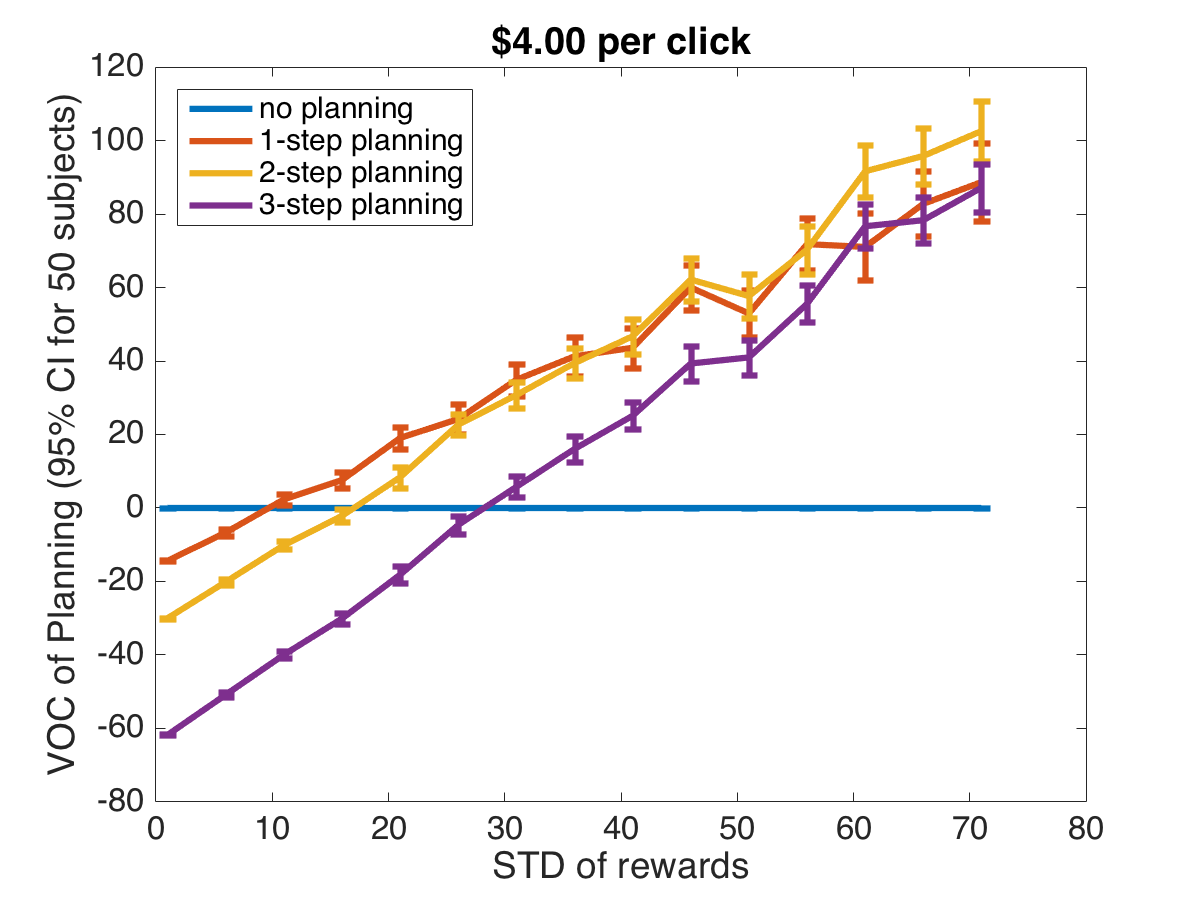 $4.00 per click
120
100
80
60
40
20
0
-20
-40
-60
-80
VOC of Planning (95% CI for 50 subjects)
no planning
1-step planning
2-step planning
3-step planning
0 10 20 30 40 50 60 70 80
STD of rewards